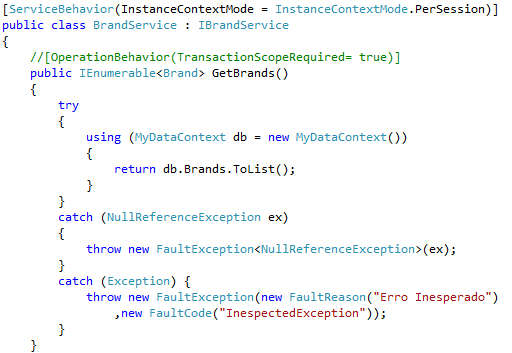 [ServiceBehavior(InstanceContextMode = InstanceContextMode.PerSession)]
public class BrandService : IBrandService
{
    //[OperationBehavior(TransactionScopeRequired= true)]
    public IEnumerable<Brand> GetBrands()
    {
        try
        {
            using (MyDataContext db = new MyDataContext())
            {
                return db.Brands.ToList();
            }
        }
        catch (NullReferenceException ex)
        {
            throw new FaultException<NullReferenceException>(ex);
        }
        catch (Exception) {
            throw new FaultException(new FaultReason("Erro Inesperado")
                ,new FaultCode("InespectedException"));
        }
    }